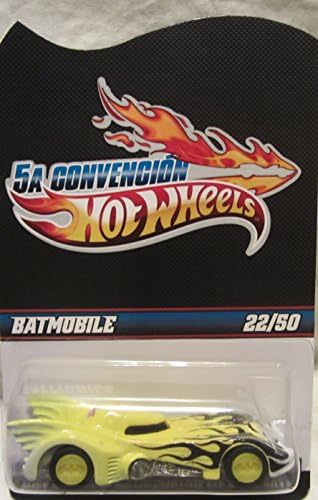 5A CONVENCIÓN
HOT WHEELS
BATMOBILE 22/50